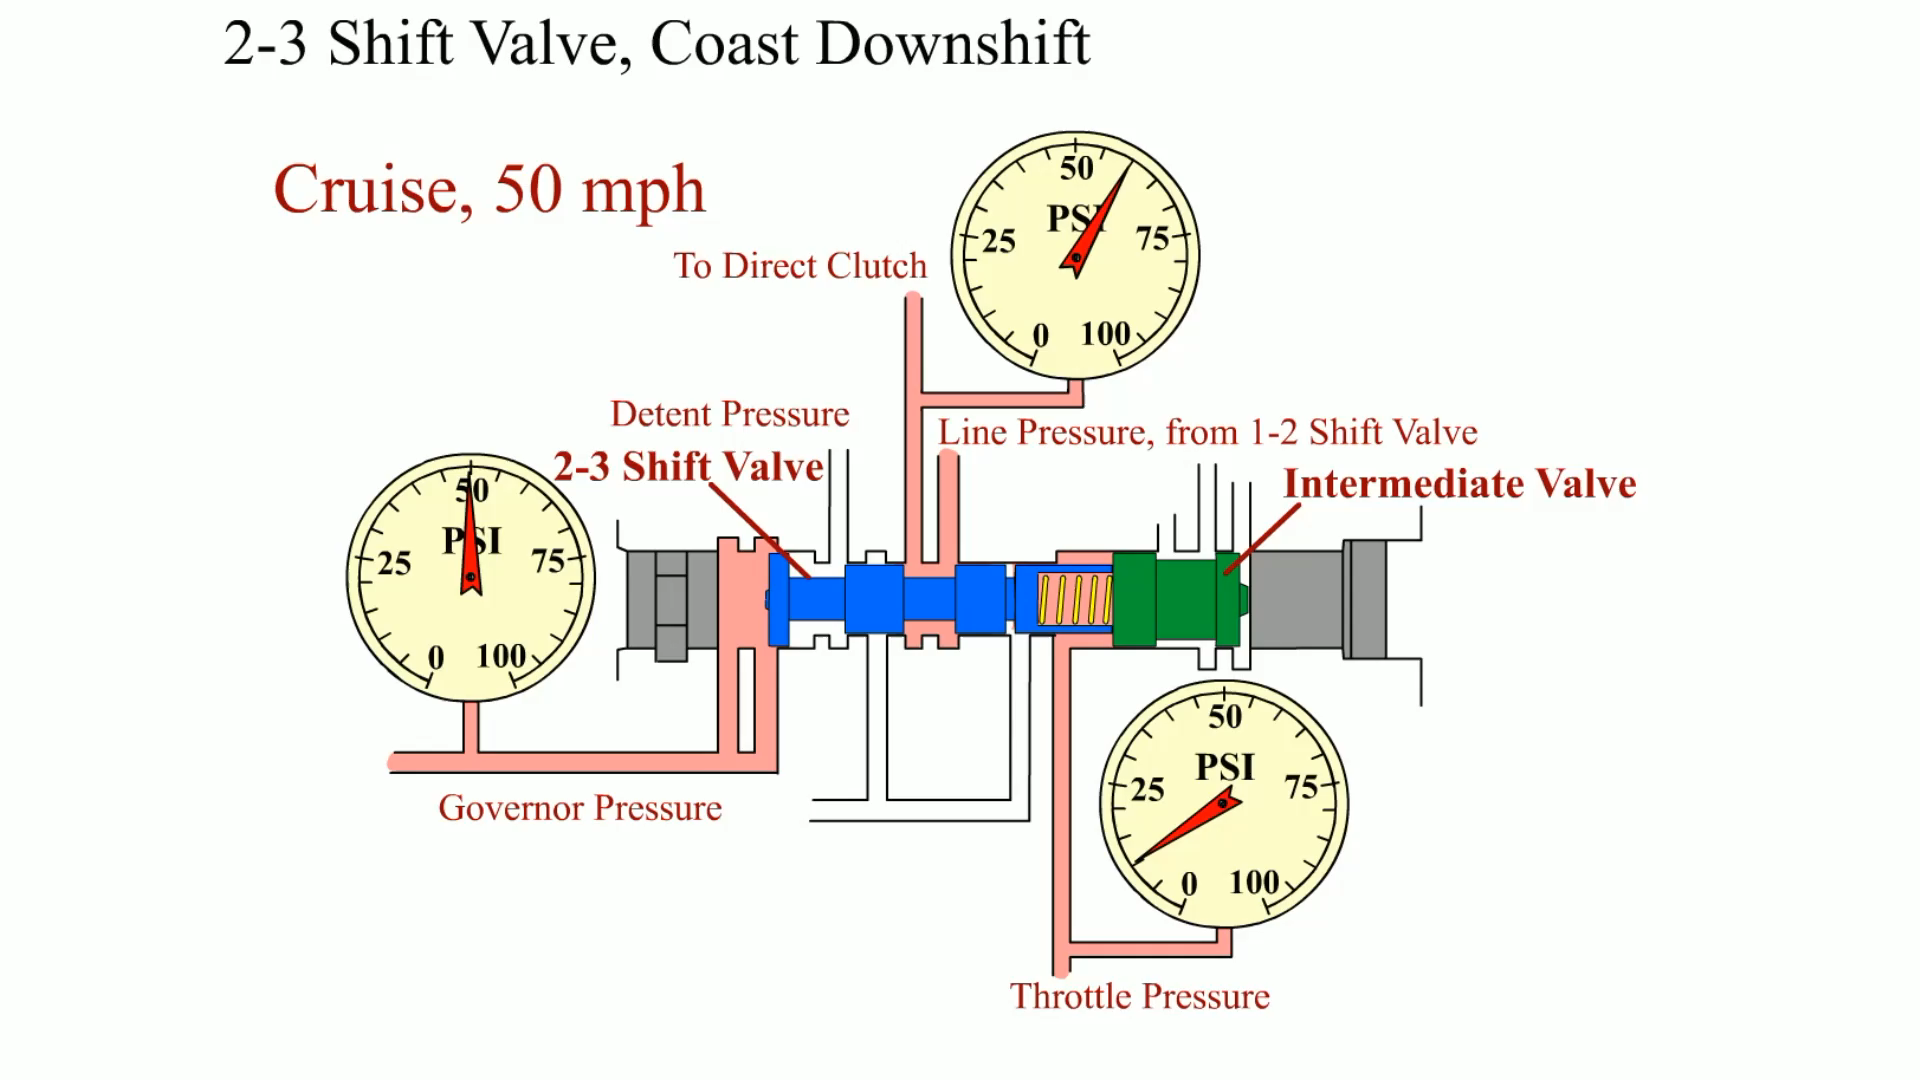 2-3 Shift Valve, Coast Downshift
Cruise, 50 mph
50
PSI
25
75
0
100
To Direct Clutch
Detent Pressure
Line Pressure, from 1-2 Shift Valve
2-3 Shift Valve
Intermediate Valve
50
PSI
25
75
0
100
50
PSI
25
75
0
100
Governor Pressure
Throttle Pressure